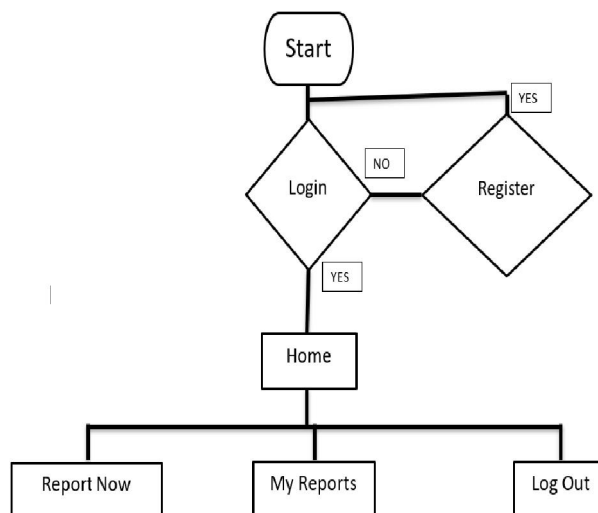 Start
YES
NO
Login
Register
YES
Home
Report Now
My Reports
Log Out